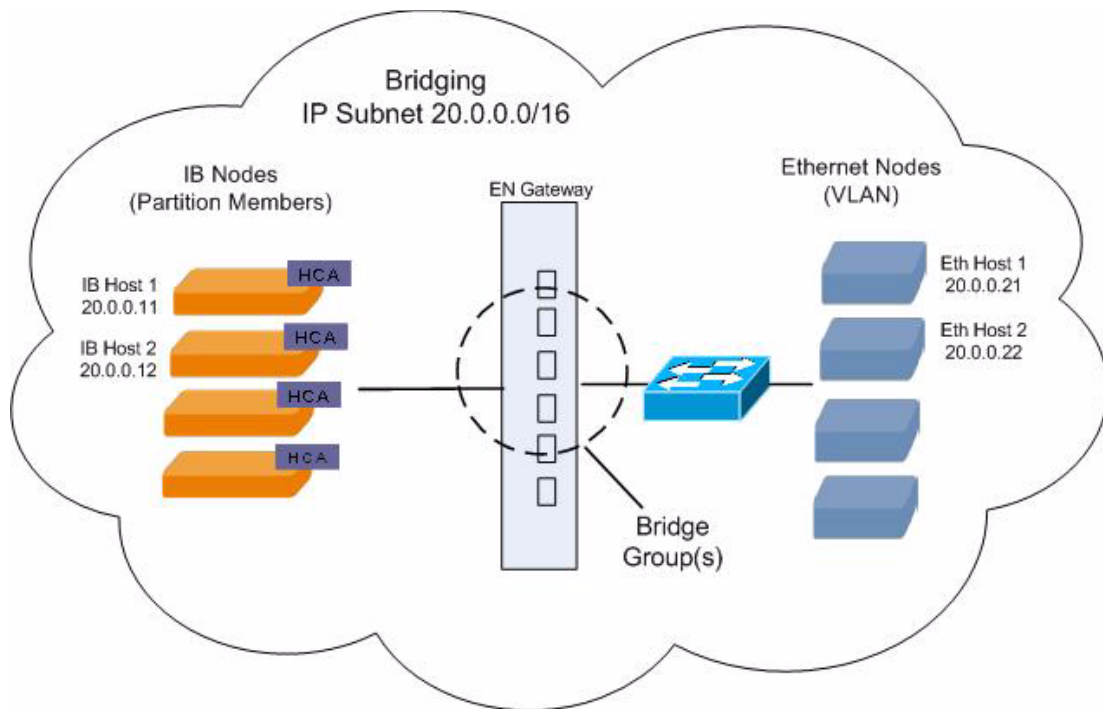 Bridging
IP Subnet 20.0.0.0/16
IB Nodes
(Partition Members)
EN Gateway
Ethernet Nodes
(VLAN)
HCA
IB Host 1
20.0.0.11
HCA
IB Host 2
20.0.0.12
HCA
HCA
Eth Host 1
20.0.0.21
Eth Host 2
20.0.0.22
Bridge
Group(s)